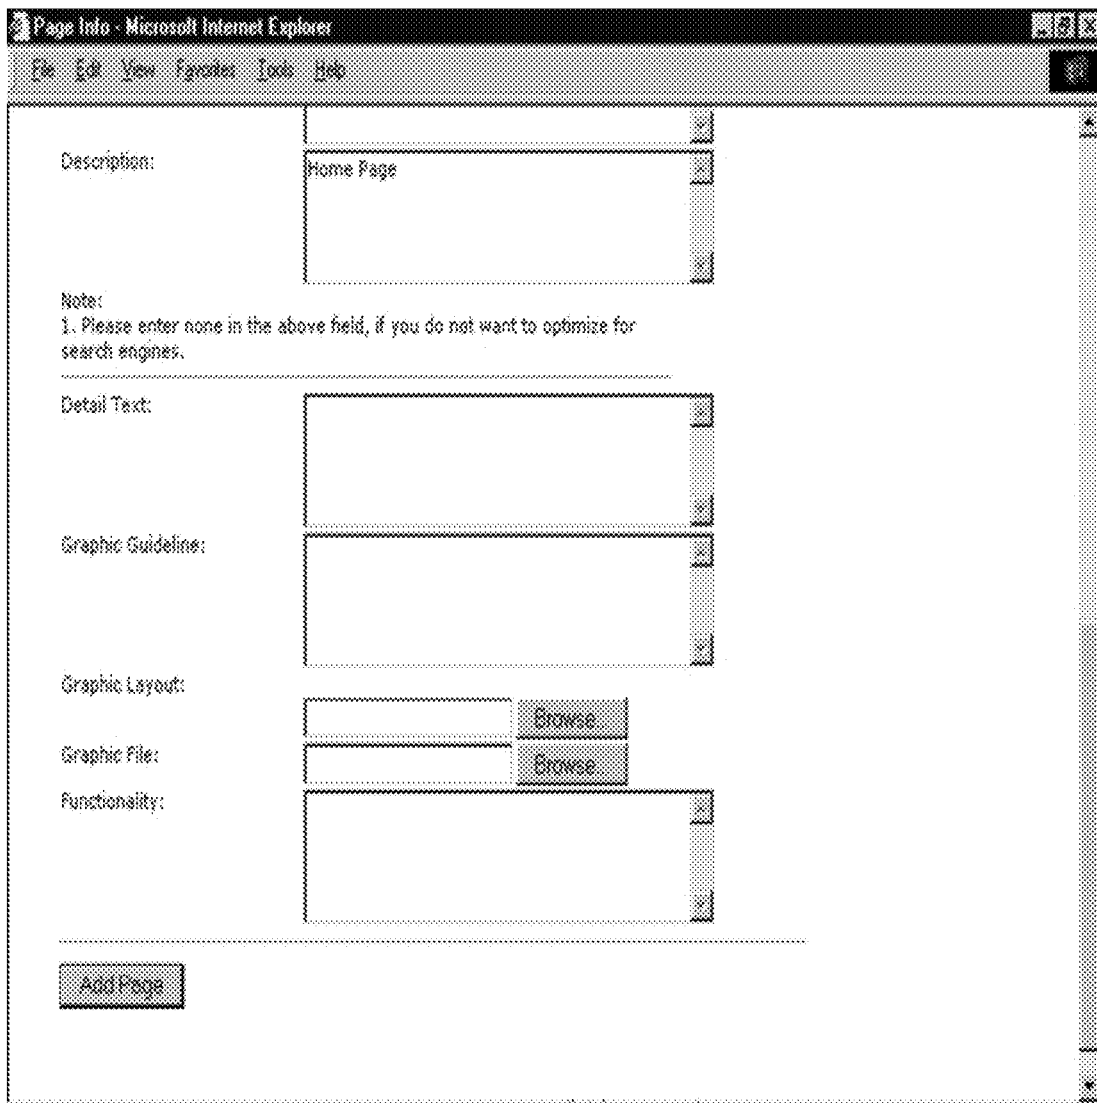 Page Info - Microsoft Internet Explorer
File Edit View Favorites Tools Help
Description:
Home Page
Note:
1. Please enter none in the above field, if you do not want to optimize for
search engines.
Detail Text:
Graphic Guideline:
Graphic Layout:
Browse...
Graphic File:
Browse...
Functionality:
Add Page